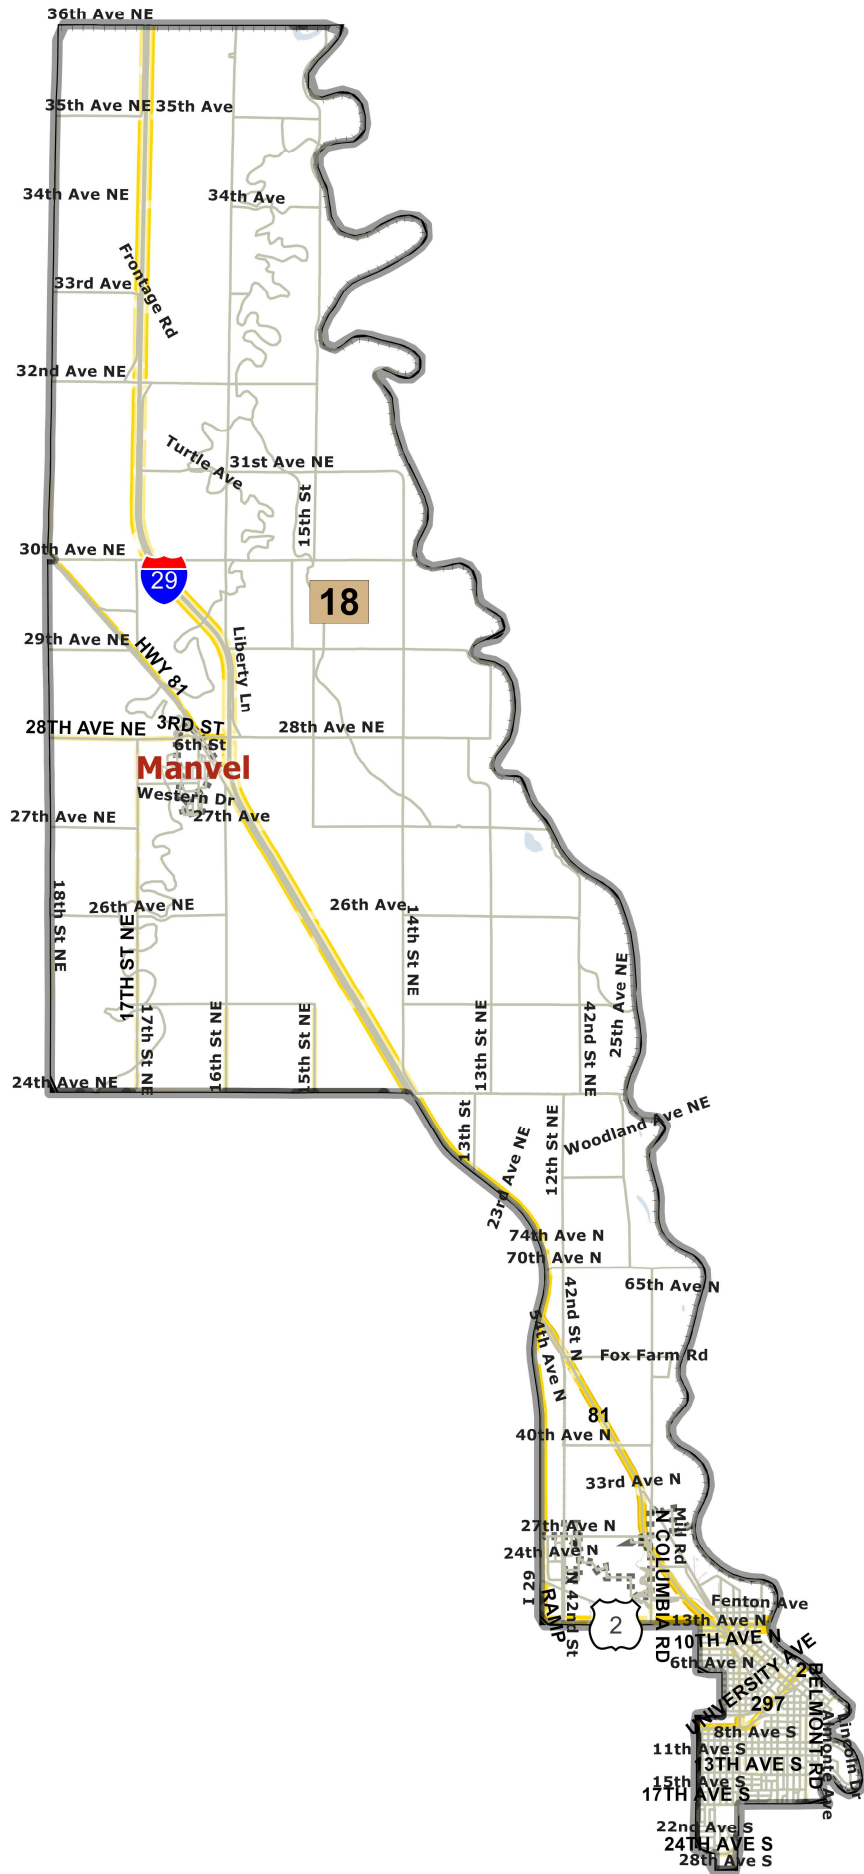 36th Ave NE
35th Ave NE
35th Ave
34th Ave NE
34th Ave
33rd Ave
Frontage Rd
32nd Ave NE
Turtle Ave
31st Ave NE
15th St
30th Ave NE
29
18
29th Ave NE
HWY 81
Liberty Ln
28TH AVE NE
3RD ST
28th Ave NE
6th St
Manvel
Western Dr
27th Ave NE
27th Ave
18th St NE
26th Ave NE
26th Ave
14th St NE
17TH ST NE
25th Ave NE
17th St NE
16th St NE
15th St NE
13th St NE
42nd St NE
24th Ave NE
13th St
12th St NE
Woodland Ave NE
23rd Ave NE
74th Ave N
70th Ave N
42nd St N
65th Ave N
54th Ave N
Fox Farm Rd
81
40th Ave N
33rd Ave N
27th Ave N
N COLUMBIA RD
Mill Rd
24th Ave N
I 29
RAMP
N 42nd St
2
Fenton Ave
13th Ave N
10TH AVE N
6th Ave N
UNIVERSITY AVE
2
BELMONT RD
297
8th Ave S
Lincoln Dr
Almonte Ave
11th Ave S
13TH AVE S
15th Ave S
17TH AVE S
22nd Ave S
24TH AVE S
28th Ave S